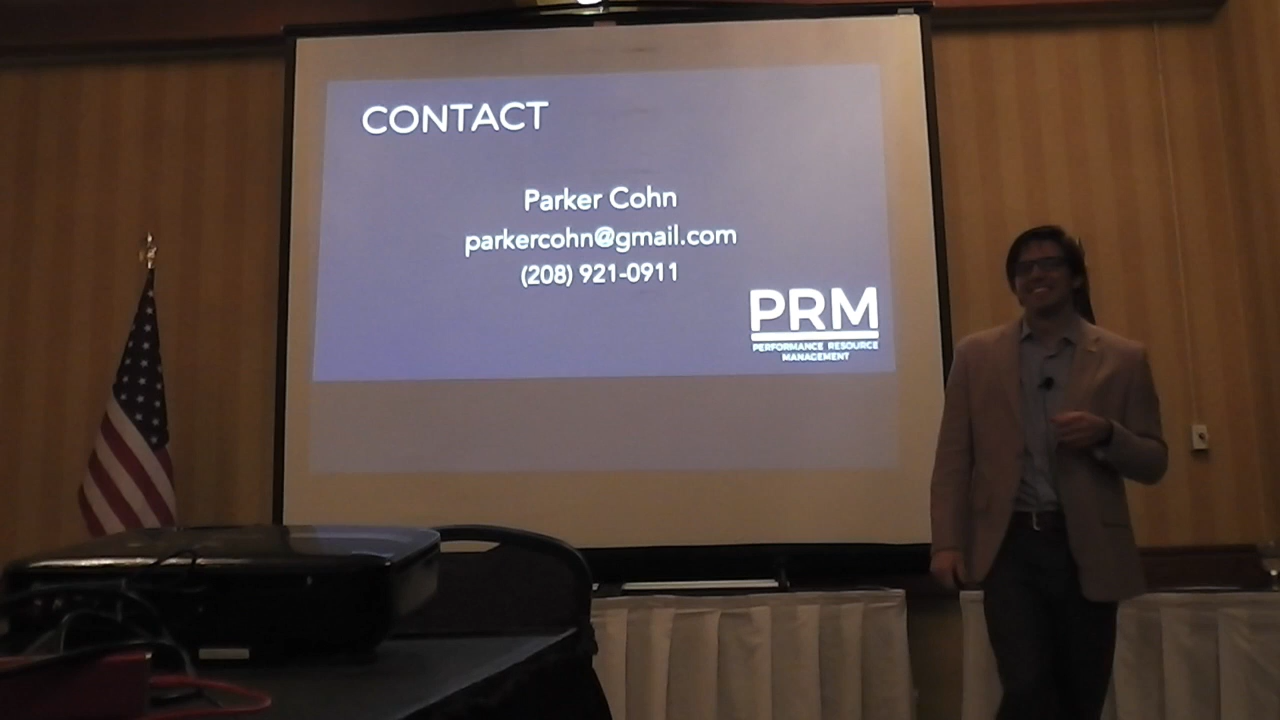 CONTACT
Parker Cohn
parkercohn@gmail.com
(208) 921-0911
PRM
PERFORMANCE RESOURCE
MANAGEMENT